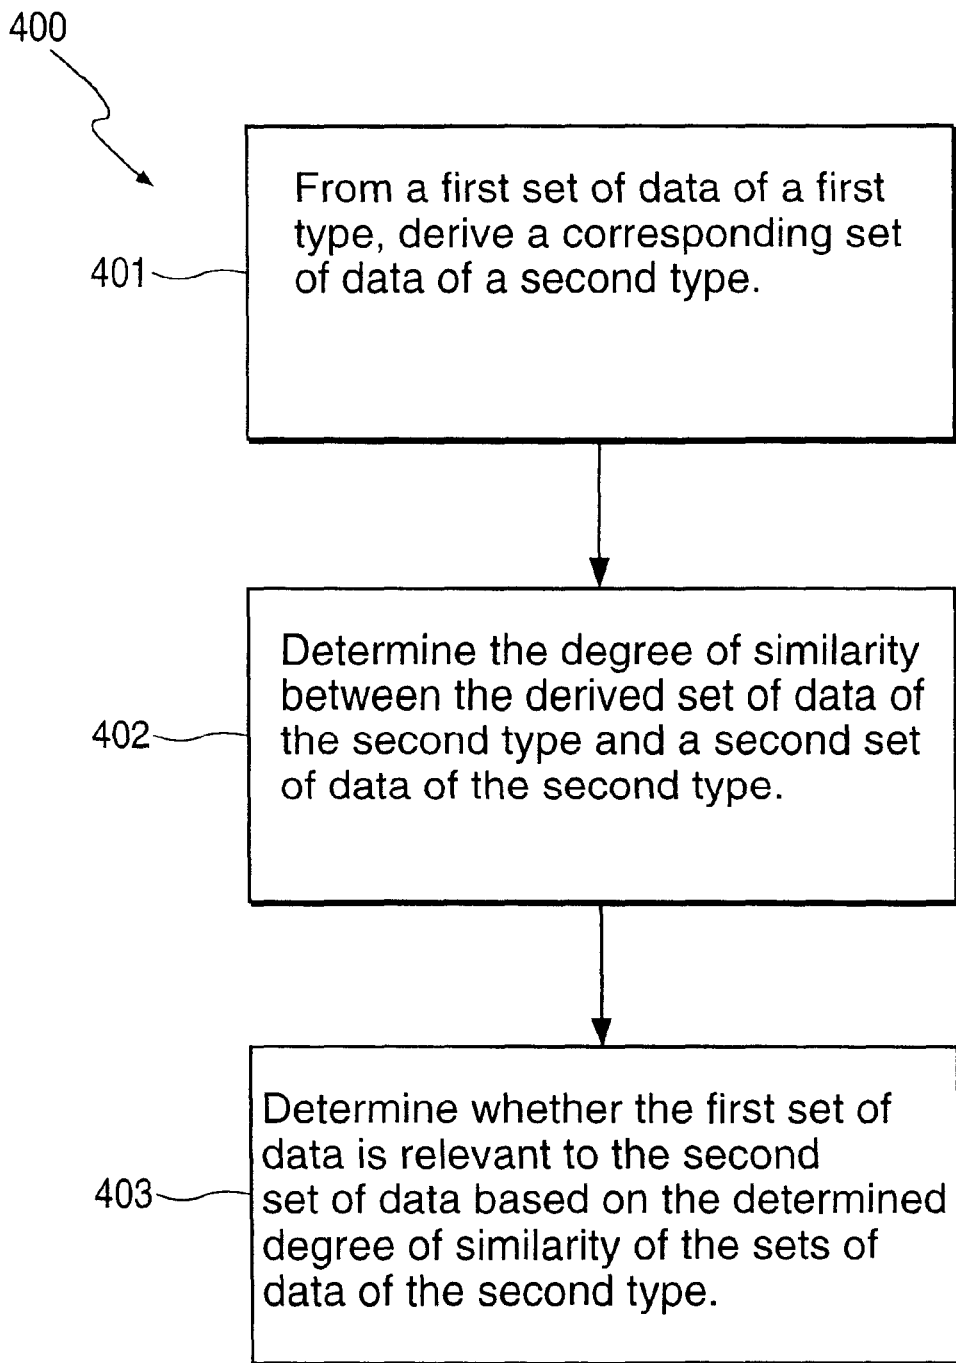 400
401
From a first set of data of a first
type, derive a corresponding set
of data of a second type.
402
Determine the degree of similarity
between the derived set of data of
the second type and a second set
of data of the second type.
403
Determine whether the first set of
data is relevant to the second
set of data based on the determined
degree of similarity of the sets of
data of the second type.